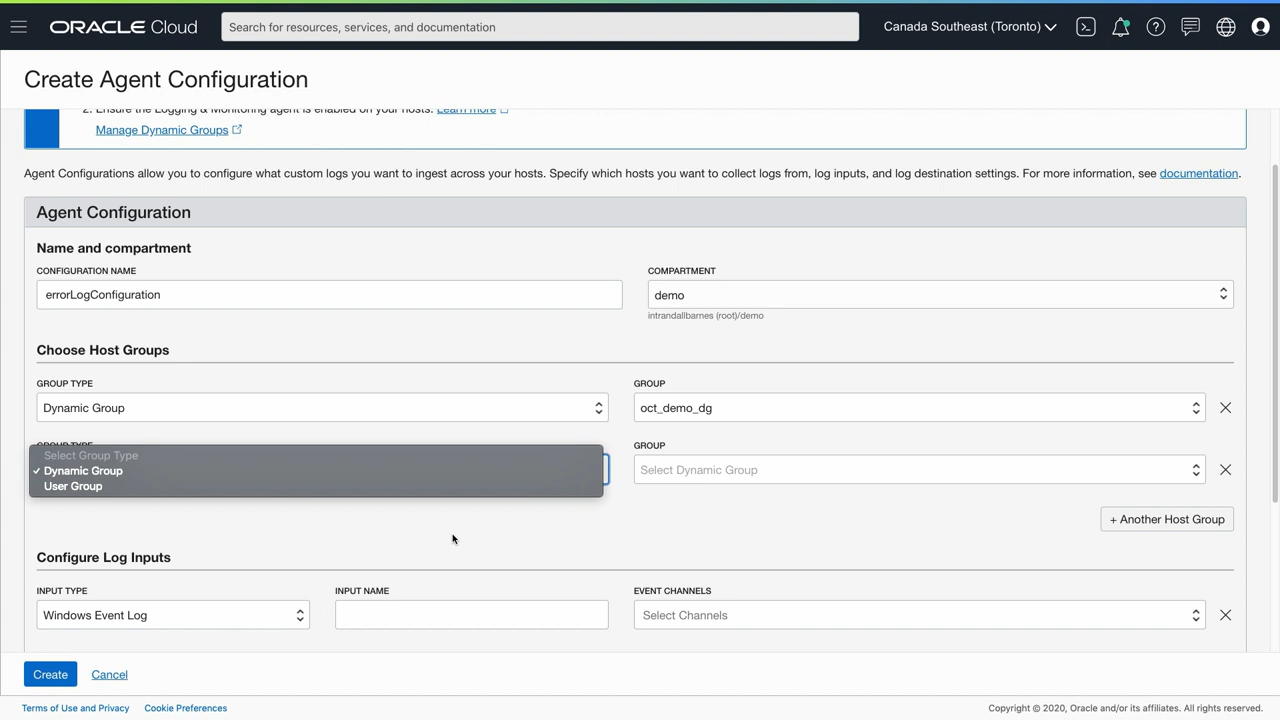 ORACLE Cloud
Search for resources, services, and documentation
Canada Southeast (Toronto)
Create Agent Configuration
2. Ensure the Logging & Monitoring agent is enabled on your hosts. Learn more
Manage Dynamic Groups
Agent Configurations allow you to configure what custom logs you want to ingest across your hosts. Specify which hosts you want to collect logs from, log inputs, and log destination settings. For more information, see documentation.
Agent Configuration
Name and compartment
CONFIGURATION NAME
COMPARTMENT
errorLogConfiguration
demo
intrandallbarnes (root)/demo
Choose Host Groups
GROUP TYPE
GROUP
Dynamic Group
oct_demo_dg
GROUP TYPE
GROUP
Select Group Type
✓ Dynamic Group
User Group
Select Dynamic Group
+ Another Host Group
Configure Log Inputs
INPUT TYPE
INPUT NAME
EVENT CHANNELS
Windows Event Log
Select Channels
Create
Cancel
Terms of Use and Privacy
Cookie Preferences
Copyright © 2020, Oracle and/or its affiliates. All rights reserved.